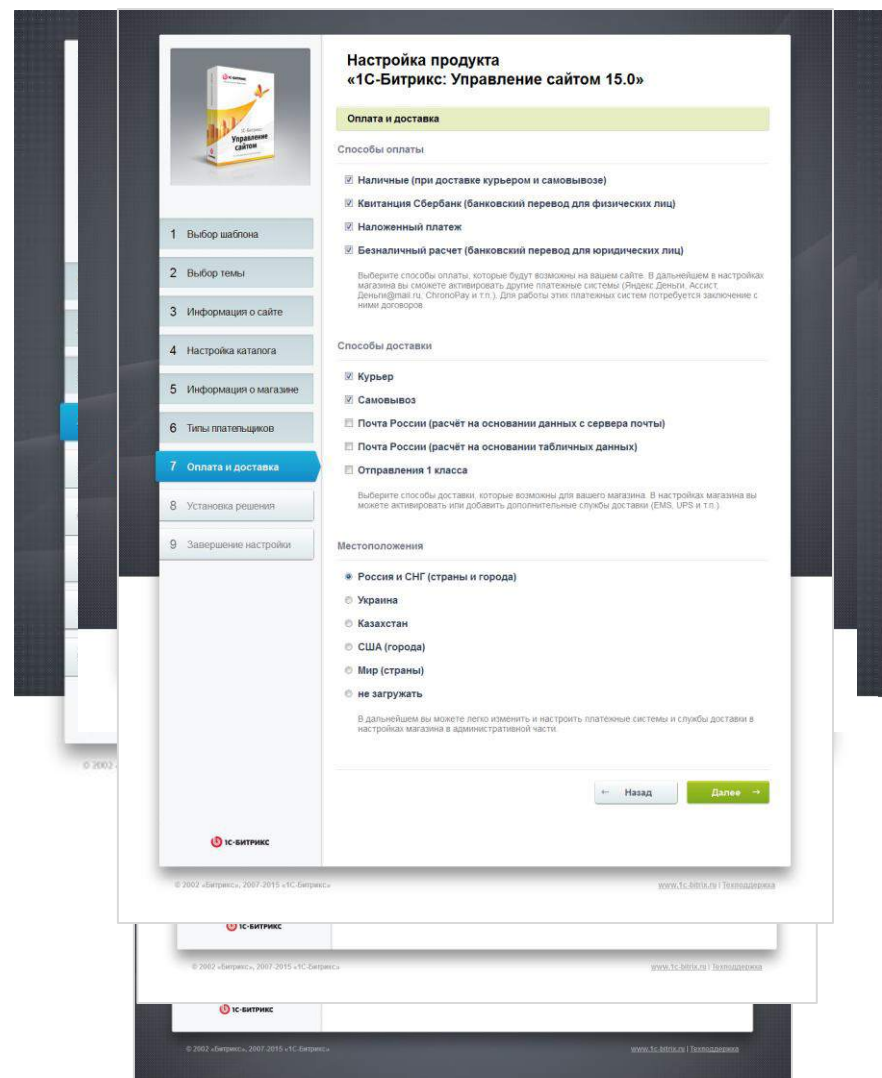 Настройка продукта
«1С-Битрикс: Управление сайтом 15.0»
1С-Битрикс
Управление
сайтом
Оплата и доставка
Способы оплаты
Наличные (при доставке курьером и самовывозе)
Квитанция Сбербанк (банковский перевод для физических лиц)
Наложенный платеж
Безналичный расчет (банковский перевод для юридических лиц)
Выберите способы оплаты, которые будут возможны на вашем сайте. В дальнейшем в настройках
магазина вы сможете активировать другие платежные системы (Яндекс.Деньги, Ассист,
Деньги@mail.ru, ChronoPay и т.п.). Для работы этих платежных систем потребуется заключение с
ними договоров.
1 Выбор шаблона
2 Выбор темы
3 Информация о сайте
4 Настройка каталога
5 Информация о магазине
6 Типы плательщиков
7 Оплата и доставка
8 Установка решения
9 Завершение настройки
Способы доставки
Курьер
Самовывоз
Почта России (расчёт на основании данных с сервера почты)
Почта России (расчёт на основании табличных данных)
Отправления 1 класса
Выберите способы доставки, которые возможны для вашего магазина. В настройках магазина вы
можете активировать или добавить дополнительные службы доставки (EMS, UPS и т.п.).
Местоположения
Россия и СНГ (страны и города)
Украина
Казахстан
США (города)
Мир (страны)
не загружать
В дальнейшем вы можете легко изменить и настроить платежные системы и службы доставки в
настройках магазина в административной части.
← Назад
Далее →
1С-БИТРИКС
© 2002 «Битрикс», 2007-2015 «1С-Битрикс»
www.1c-bitrix.ru | Техподдержка
© 2002
1С-БИТРИКС
© 2002 «Битрикс», 2007-2015 «1С-Битрикс»
www.1c-bitrix.ru | Техподдержка
1С-БИТРИКС
© 2002 «Битрикс», 2007-2015 «1С-Битрикс»
www.1c-bitrix.ru | Техподдержка